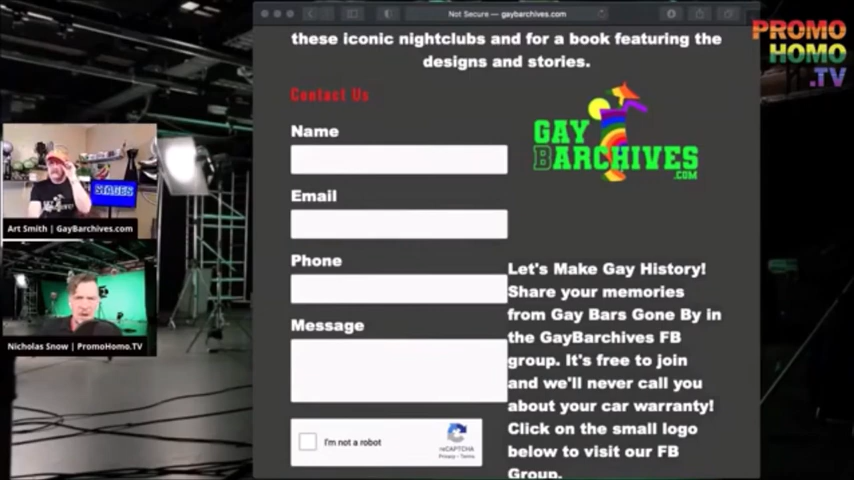 Not Secure — gaybarchives.com
PROMO
HOMO
.TV
these iconic nightclubs and for a book featuring the
designs and stories.
Contact Us
Name
GAY
BARCHIVES
.COM
Email
Phone
Message
Let's Make Gay History!
Share your memories
from Gay Bars Gone By in
the GayBarchives FB
group. It's free to join
and we'll never call you
about your car warranty!
Click on the small logo
below to visit our FB
Group.
I'm not a robot
reCAPTCHA
Privacy - Terms
STAGES
Art Smith | GayBarchives.com
Nicholas Snow | PromoHomo.TV